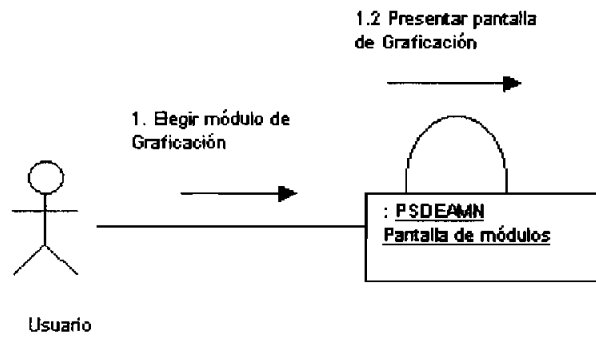 1.2 Presentar pantalla
de Graficación
1. Elegir módulo de
Graficación
: PSDEAMN
Pantalla de módulos
Usuario